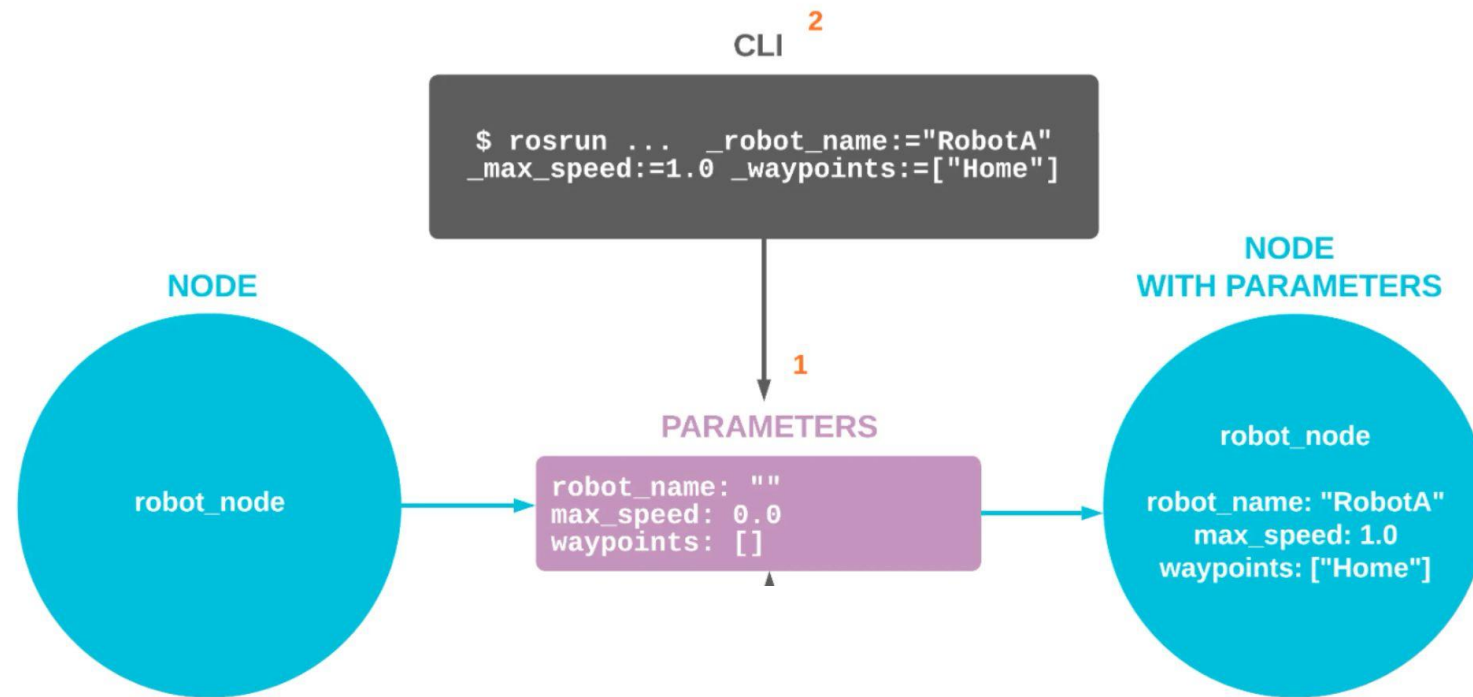 CLI 2
$ rosrun ... _robot_name:="RobotA"
_max_speed:=1.0 _waypoints:=["Home"]
NODE
robot_node
1
PARAMETERS
robot_name: ""
max_speed: 0.0
waypoints: []
NODE
WITH PARAMETERS
robot_node
robot_name: "RobotA"
max_speed: 1.0
waypoints: ["Home"]